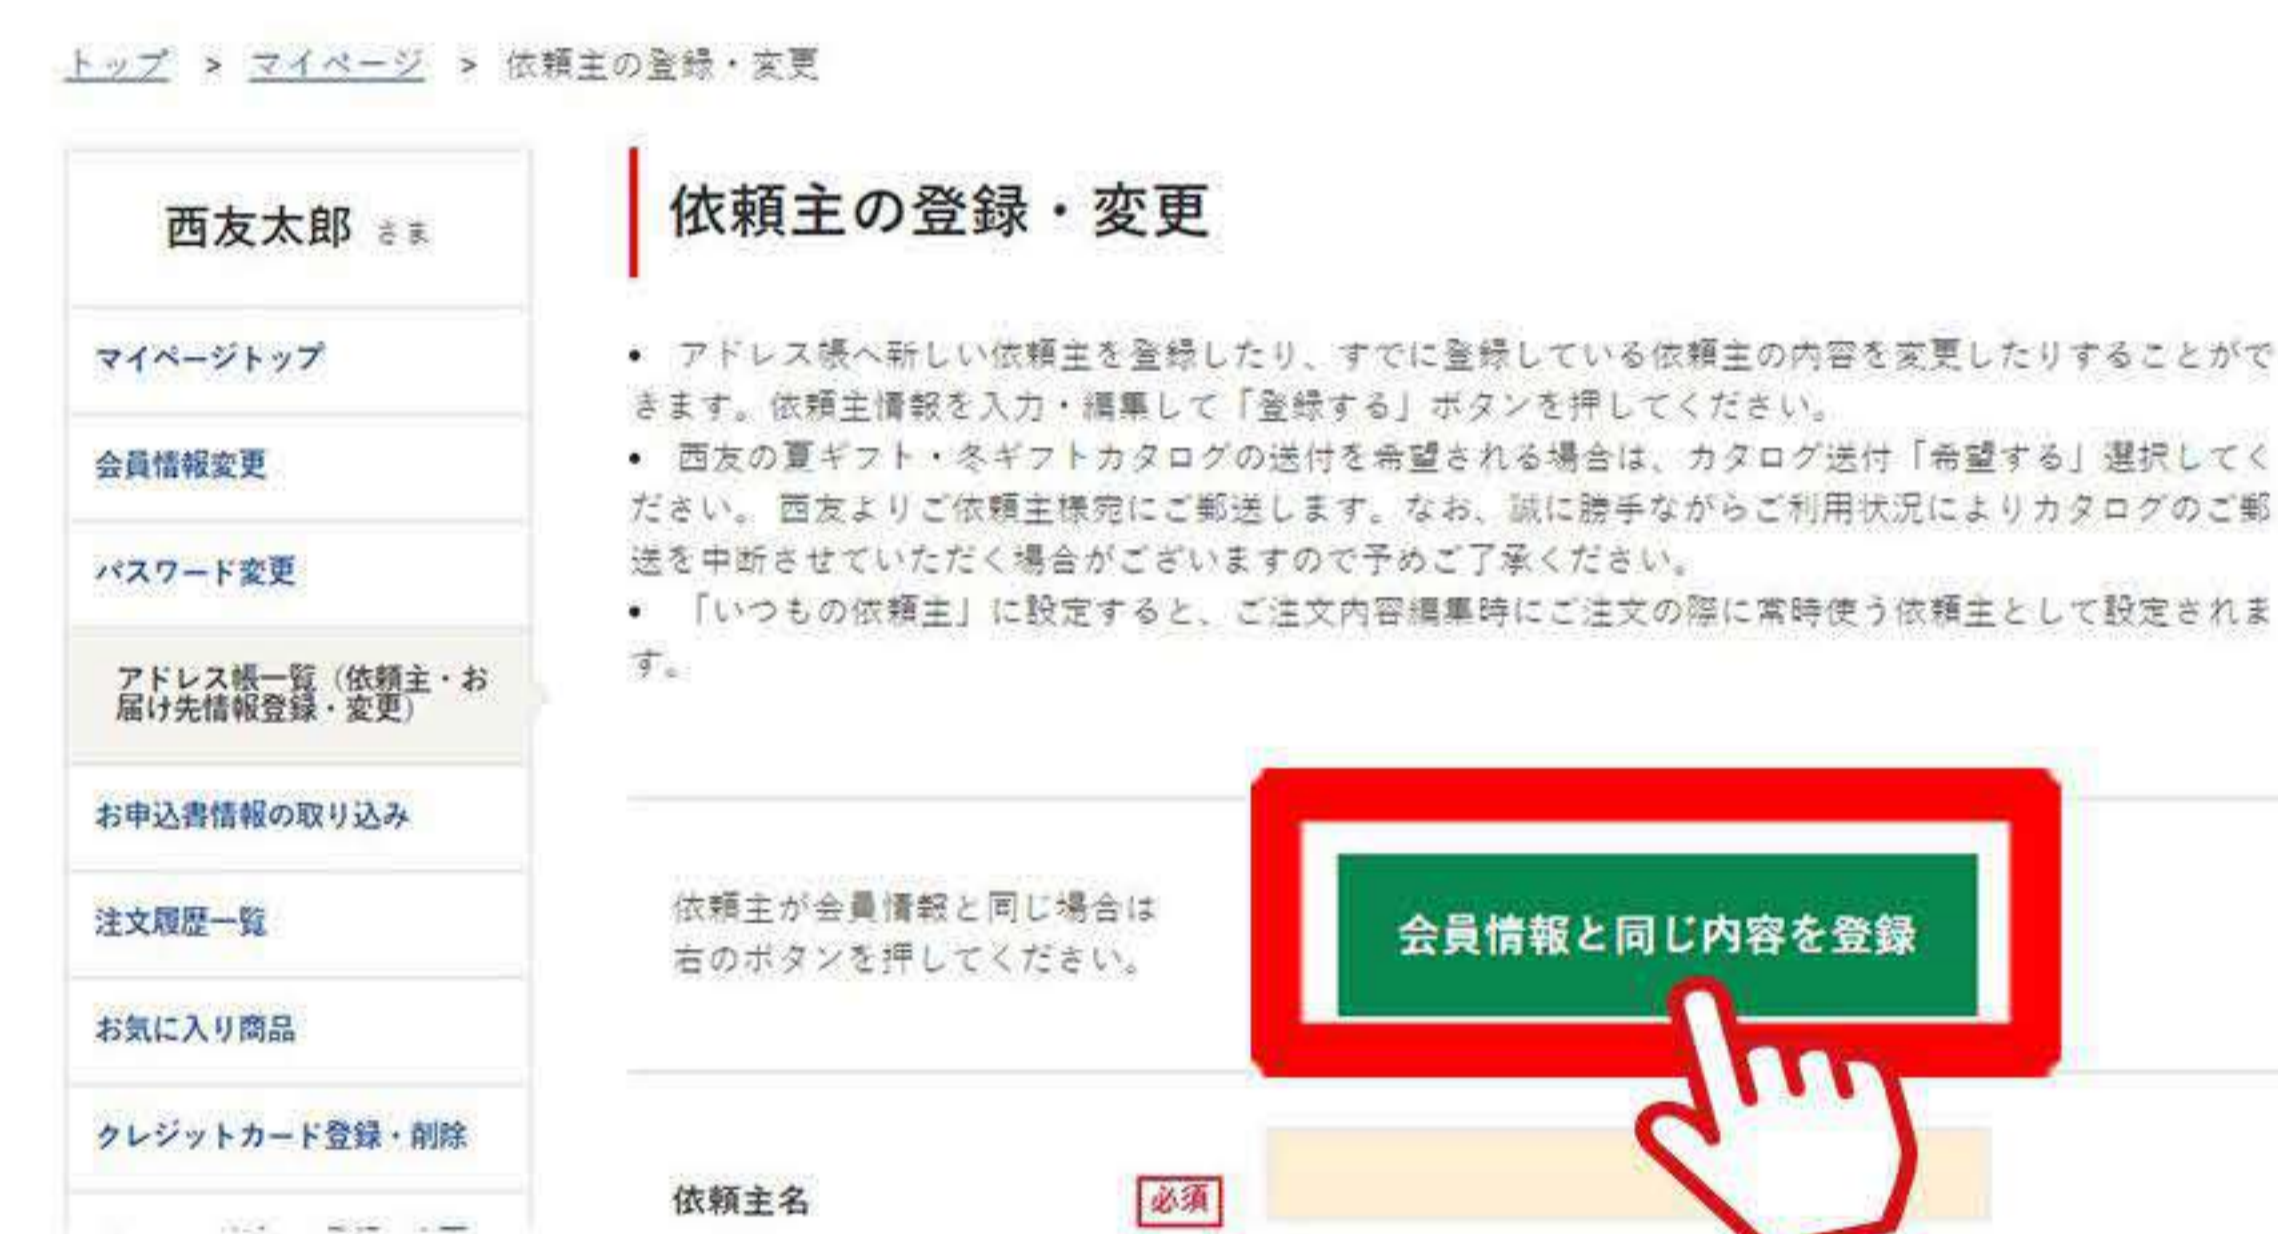 トップ > マイページ > 依頼主の登録・変更
西友太郎 さま
マイページトップ
会員情報変更
パスワード変更
アドレス帳一覧（依頼主・お
届け先情報登録・変更）
お申込書情報の取り込み
注文履歴一覧
お気に入り商品
クレジットカード登録・削除
依頼主の登録・変更
• アドレス帳へ新しい依頼主を登録したり、すでに登録している依頼主の内容を変更したりすることがで
きます。依頼主情報を入力・編集して「登録する」ボタンを押してください。
• 西友の夏ギフト・冬ギフトカタログの送付を希望される場合は、カタログ送付「希望する」選択してく
ださい。 西友よりご依頼主様宛にご郵送します。なお、誠に勝手ながらご利用状況によりカタログのご郵
送を中断させていただく場合がございますので予めご了承ください。
• 「いつもの依頼主」に設定すると、ご注文内容編集時にご注文の際に常時使う依頼主として設定されま
す。
依頼主が会員情報と同じ場合は
右のボタンを押してください。
会員情報と同じ内容を登録
依頼主名 必須